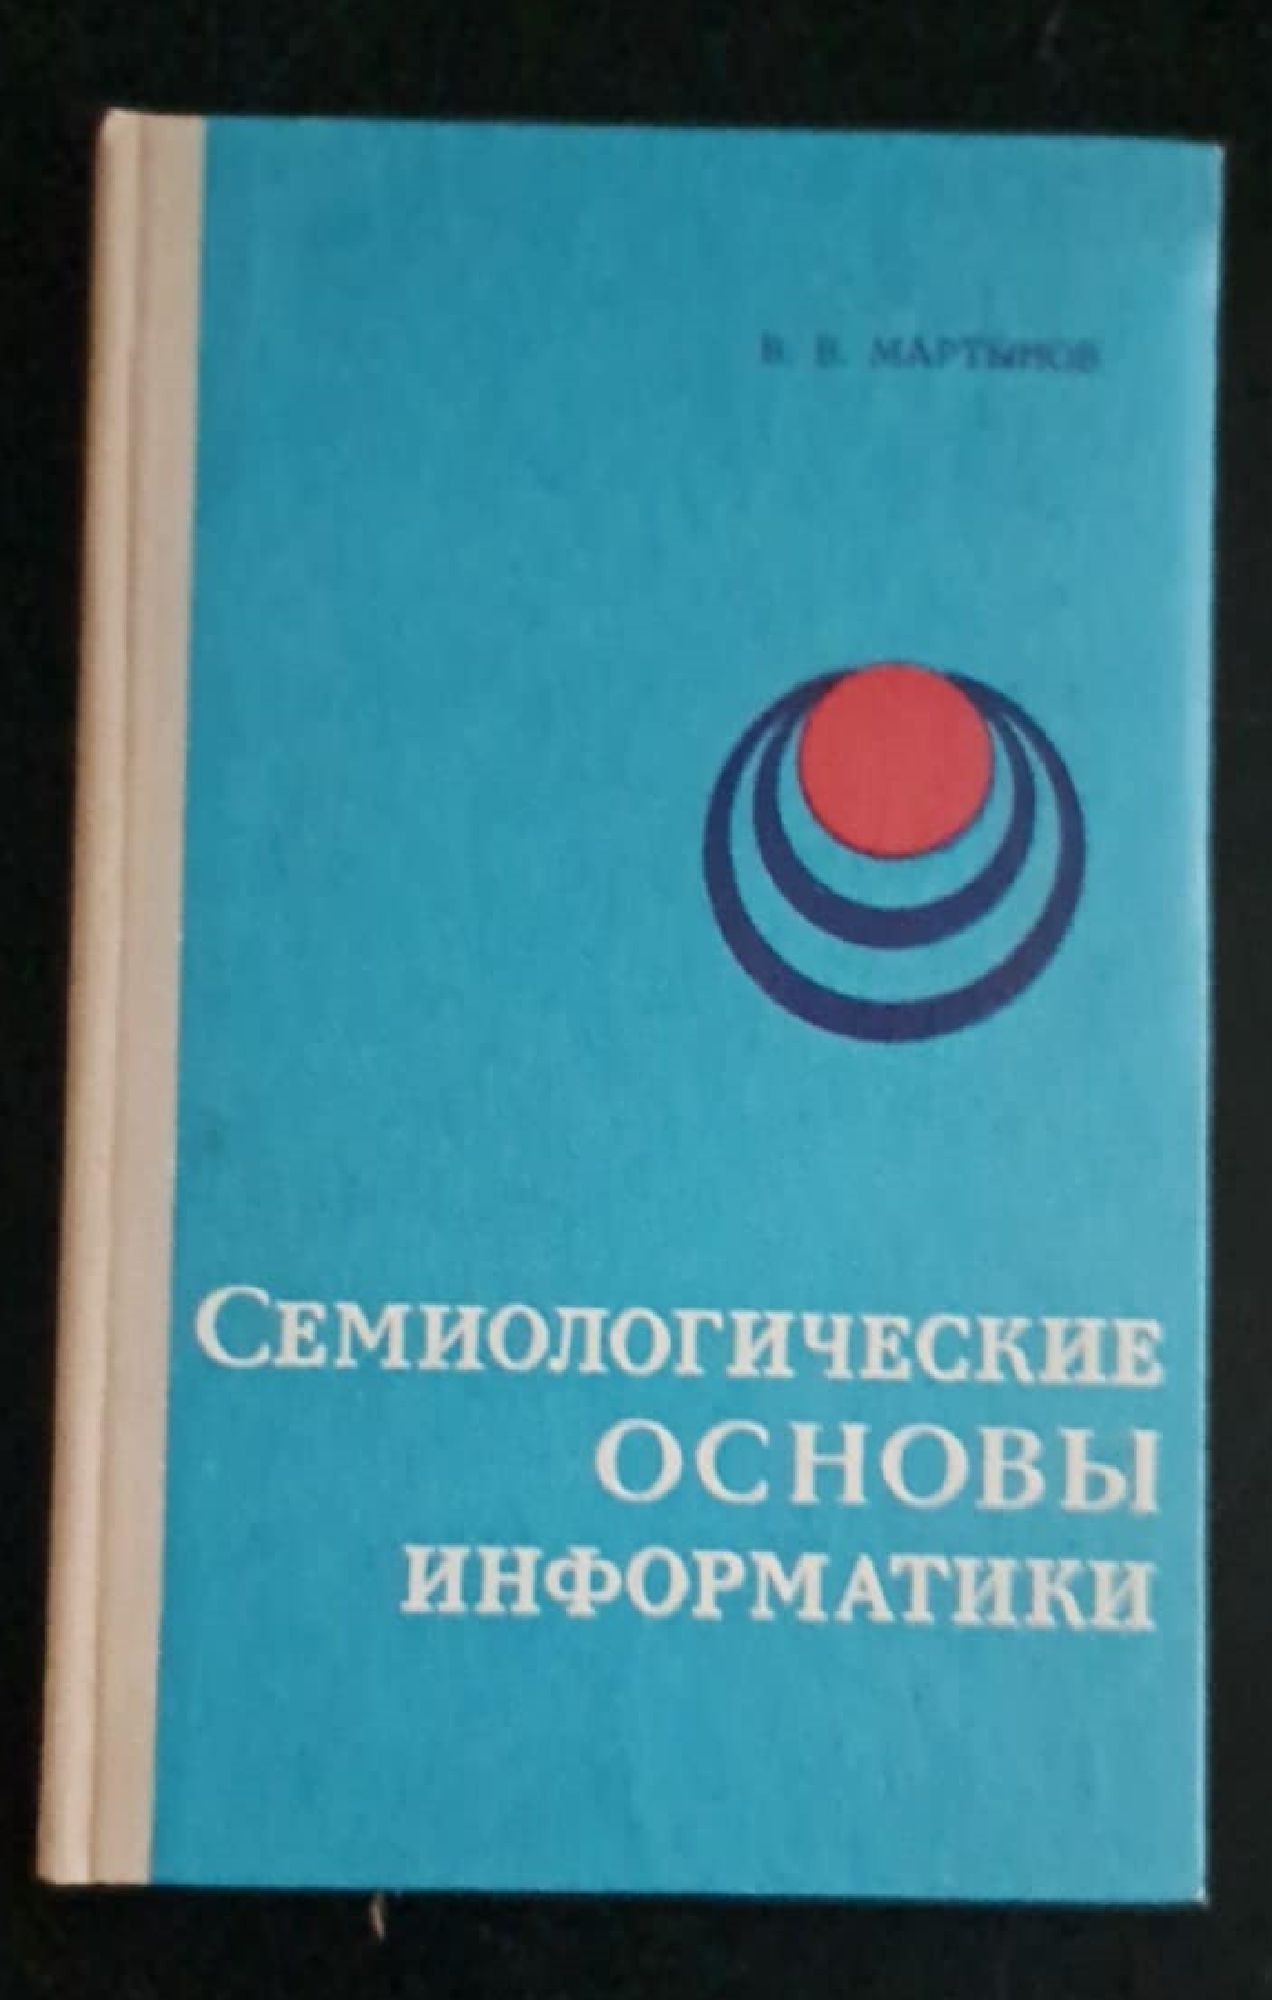 В. В. МАРТЫНОВ
СЕМИОЛОГИЧЕСКИЕ
ОСНОВЫ
ИНФОРМАТИКИ